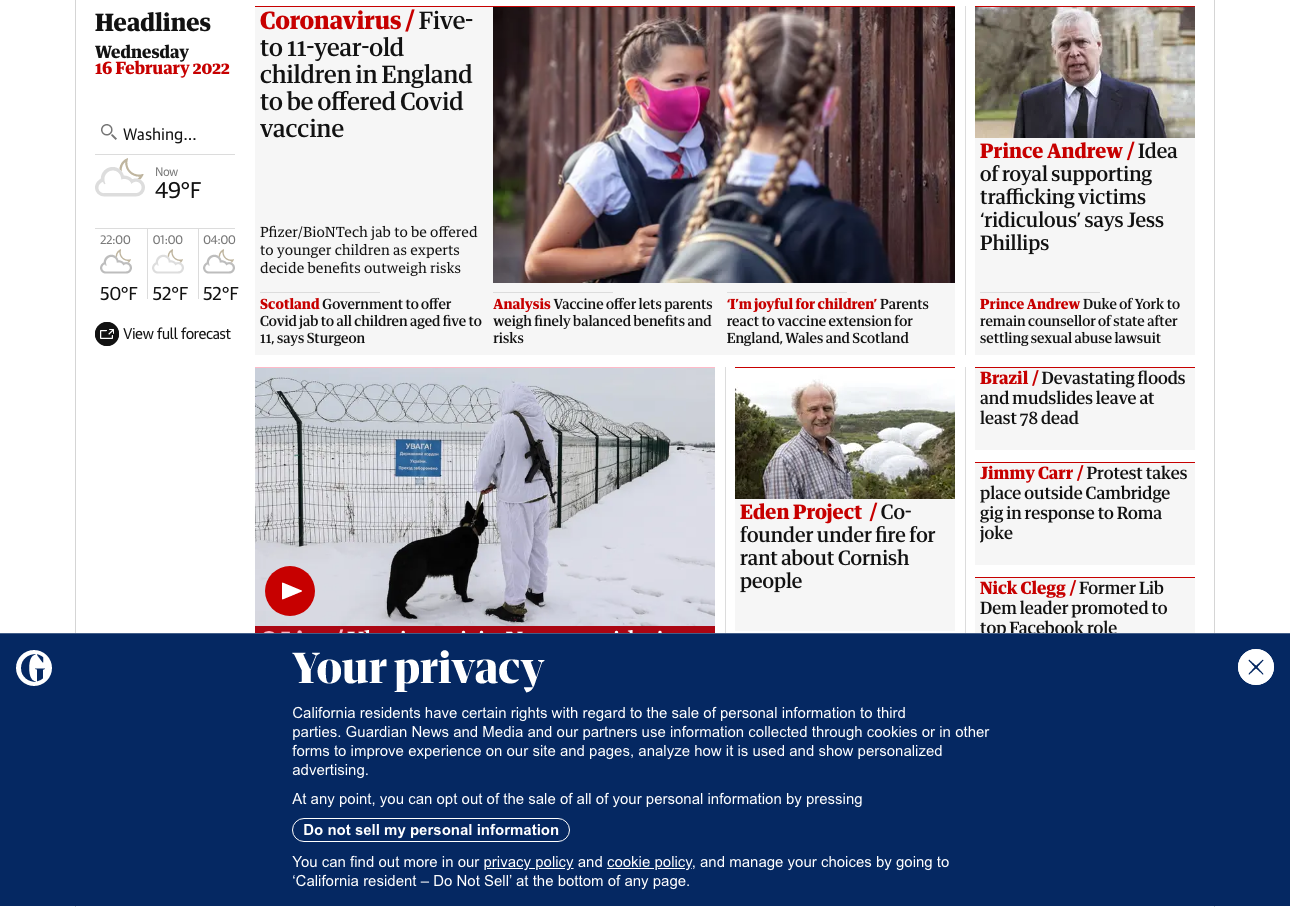 Headlines
Wednesday
16 February 2022
Washing...
Now
49°F
22:00
01:00
04:00
50°F
52°F
52°F
View full forecast
Coronavirus / Five-
to 11-year-old
children in England
to be offered Covid
vaccine
Pfizer/BioNTech jab to be offered
to younger children as experts
decide benefits outweigh risks
Scotland Government to offer
Covid jab to all children aged five to
11, says Sturgeon
Analysis Vaccine offer lets parents
weigh finely balanced benefits and
risks
‘I’m joyful for children’ Parents
react to vaccine extension for
England, Wales and Scotland
Prince Andrew / Idea
of royal supporting
trafficking victims
‘ridiculous’ says Jess
Phillips
Prince Andrew Duke of York to
remain counsellor of state after
settling sexual abuse lawsuit
УВАГА!
Eden Project / Co-
founder under fire for
rant about Cornish
people
Brazil / Devastating floods
and mudslides leave at
least 78 dead
Jimmy Carr / Protest takes
place outside Cambridge
gig in response to Roma
joke
Nick Clegg / Former Lib
Dem leader promoted to
top Facebook role
Your privacy
California residents have certain rights with regard to the sale of personal information to third
parties. Guardian News and Media and our partners use information collected through cookies or in other
forms to improve experience on our site and pages, analyze how it is used and show personalized
advertising.
At any point, you can opt out of the sale of all of your personal information by pressing
Do not sell my personal information
You can find out more in our privacy policy and cookie policy, and manage your choices by going to
‘California resident – Do Not Sell’ at the bottom of any page.